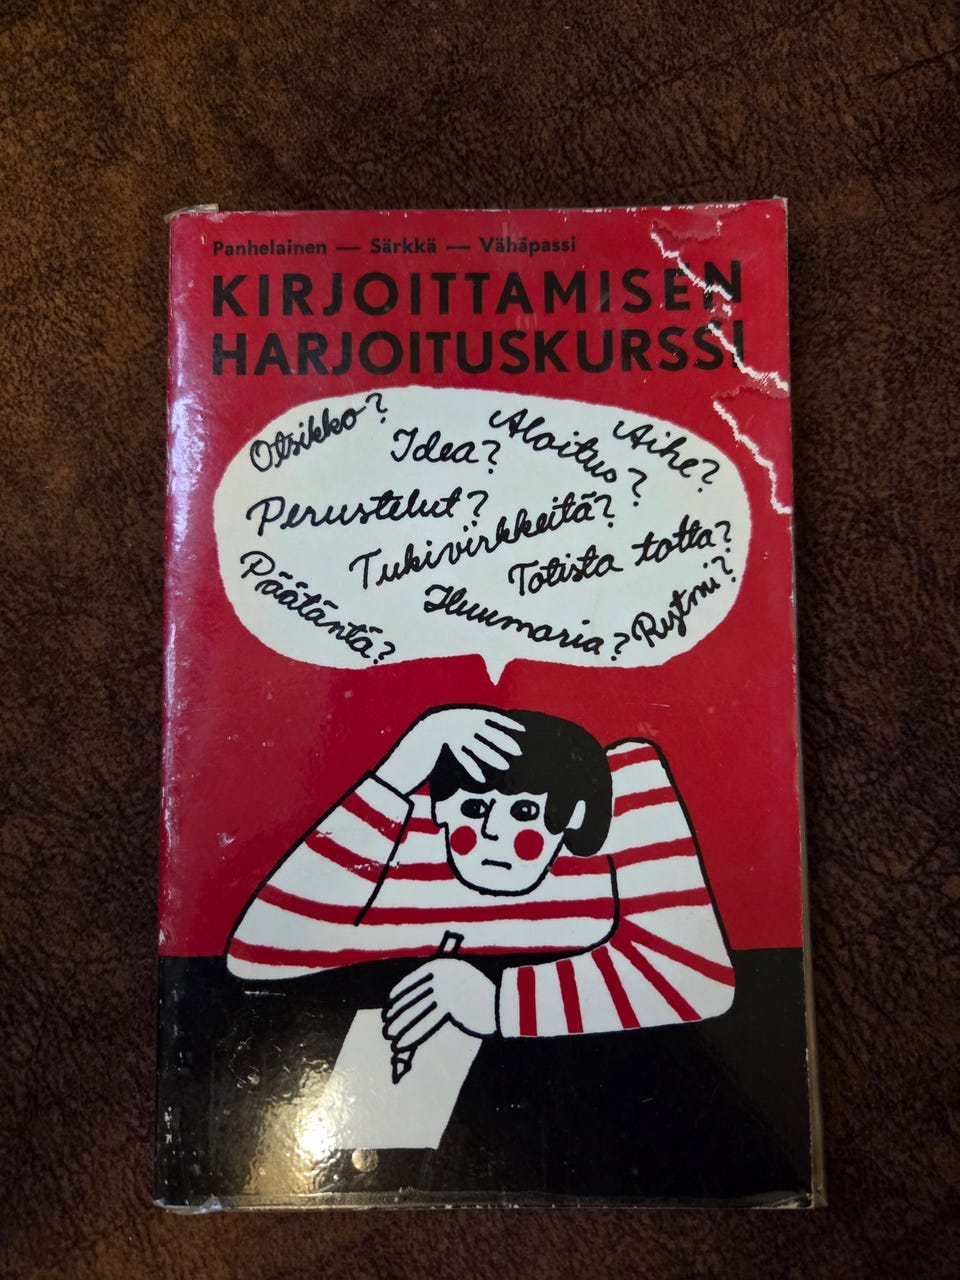 Panhelainen — Särkkä — Vähäpassi
KIRJOITTAMISEN
HARJOITUSKURSSI
Otsikko?
Idea?
Aloitus?
Aihe?
Perustelut?
Tukivirkkeitä?
Totista totta?
Päätäntä?
Huumoria?
Rytmi?